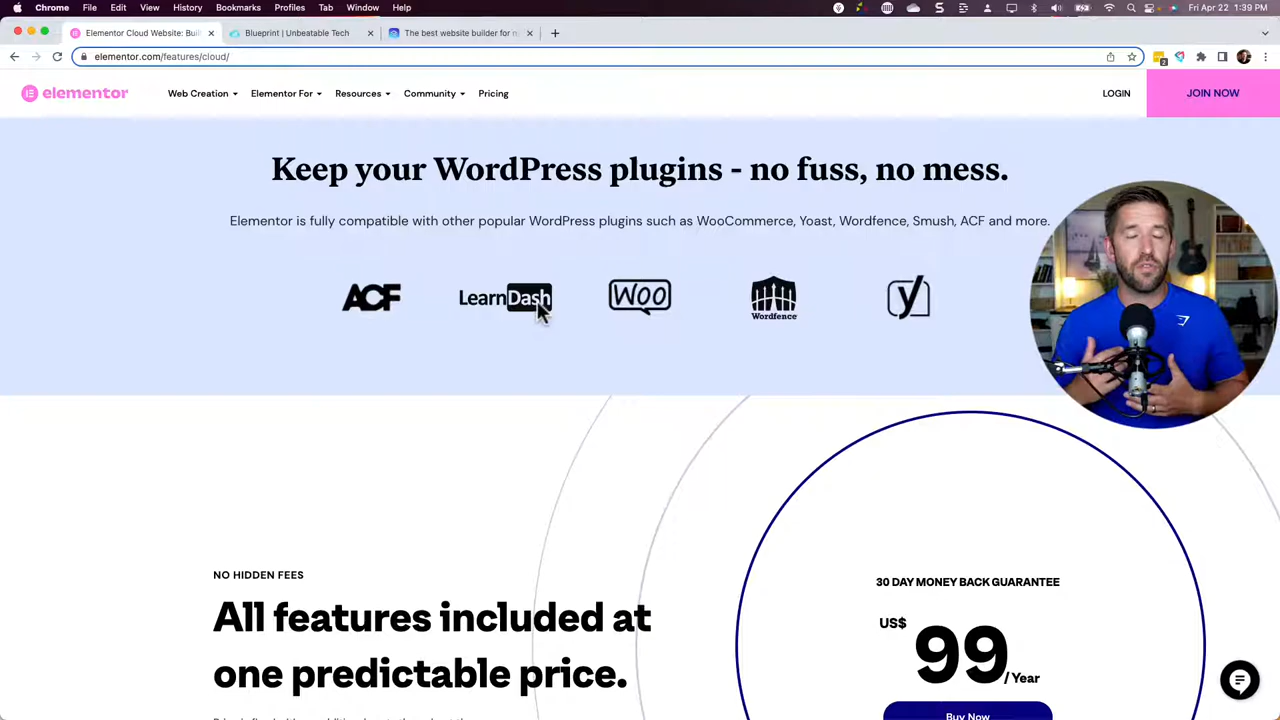 Chrome File Edit View History Bookmarks Profiles Tab Window Help Fri Apr 22 1:39 PM
Elementor Cloud Website: Bui
Blueprint | Unbeatable Tech
The best website builder for
elementor.com/features/cloud/
2
elementor
Web Creation Elementor For Resources Community Pricing LOGIN JOIN NOW
Keep your WordPress plugins - no fuss, no mess.
Elementor is fully compatible with other popular WordPress plugins such as WooCommerce, Yoast, Wordfence, Smush, ACF and more.
ACF LearnDash Woo Wordfence y
NO HIDDEN FEES
All features included at
one predictable price.
30 DAY MONEY BACK GUARANTEE
US$ 99 / Year
Buy Now